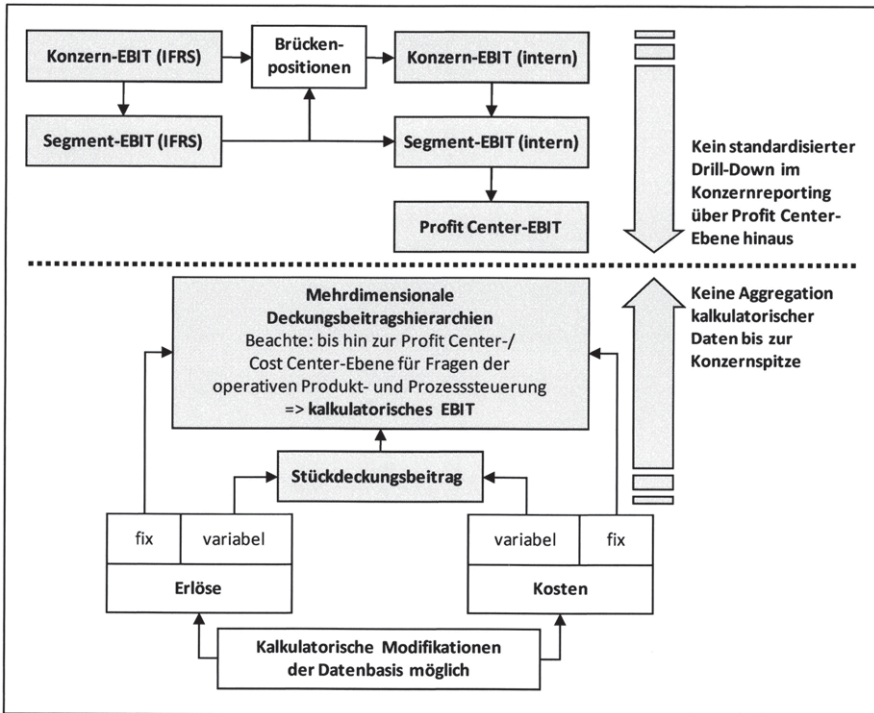 Konzern-EBIT (IFRS)
Brücken-
positionen
Konzern-EBIT (intern)
Segment-EBIT (IFRS)
Segment-EBIT (intern)
Profit Center-EBIT
Kein standardisierter
Drill-Down im
Konzernreporting
über Profit Center-
Ebene hinaus
Mehrdimensionale
Deckungsbeitragshierarchien
Beachte: bis hin zur Profit Center-/
Cost Center-Ebene für Fragen der
operativen Produkt- und Prozesssteuerung
=> kalkulatorisches EBIT
Keine Aggregation
kalkulatorischer
Daten bis zur
Konzernspitze
Stückdeckungsbeitrag
fix
variabel
variabel
fix
Erlöse
Kosten
Kalkulatorische Modifikationen
der Datenbasis möglich